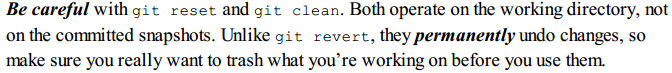 Be careful with git reset and git clean. Both operate on the working directory, not
on the committed snapshots. Unlike git revert, they permanently undo changes, so
make sure you really want to trash what you’re working on before you use them.